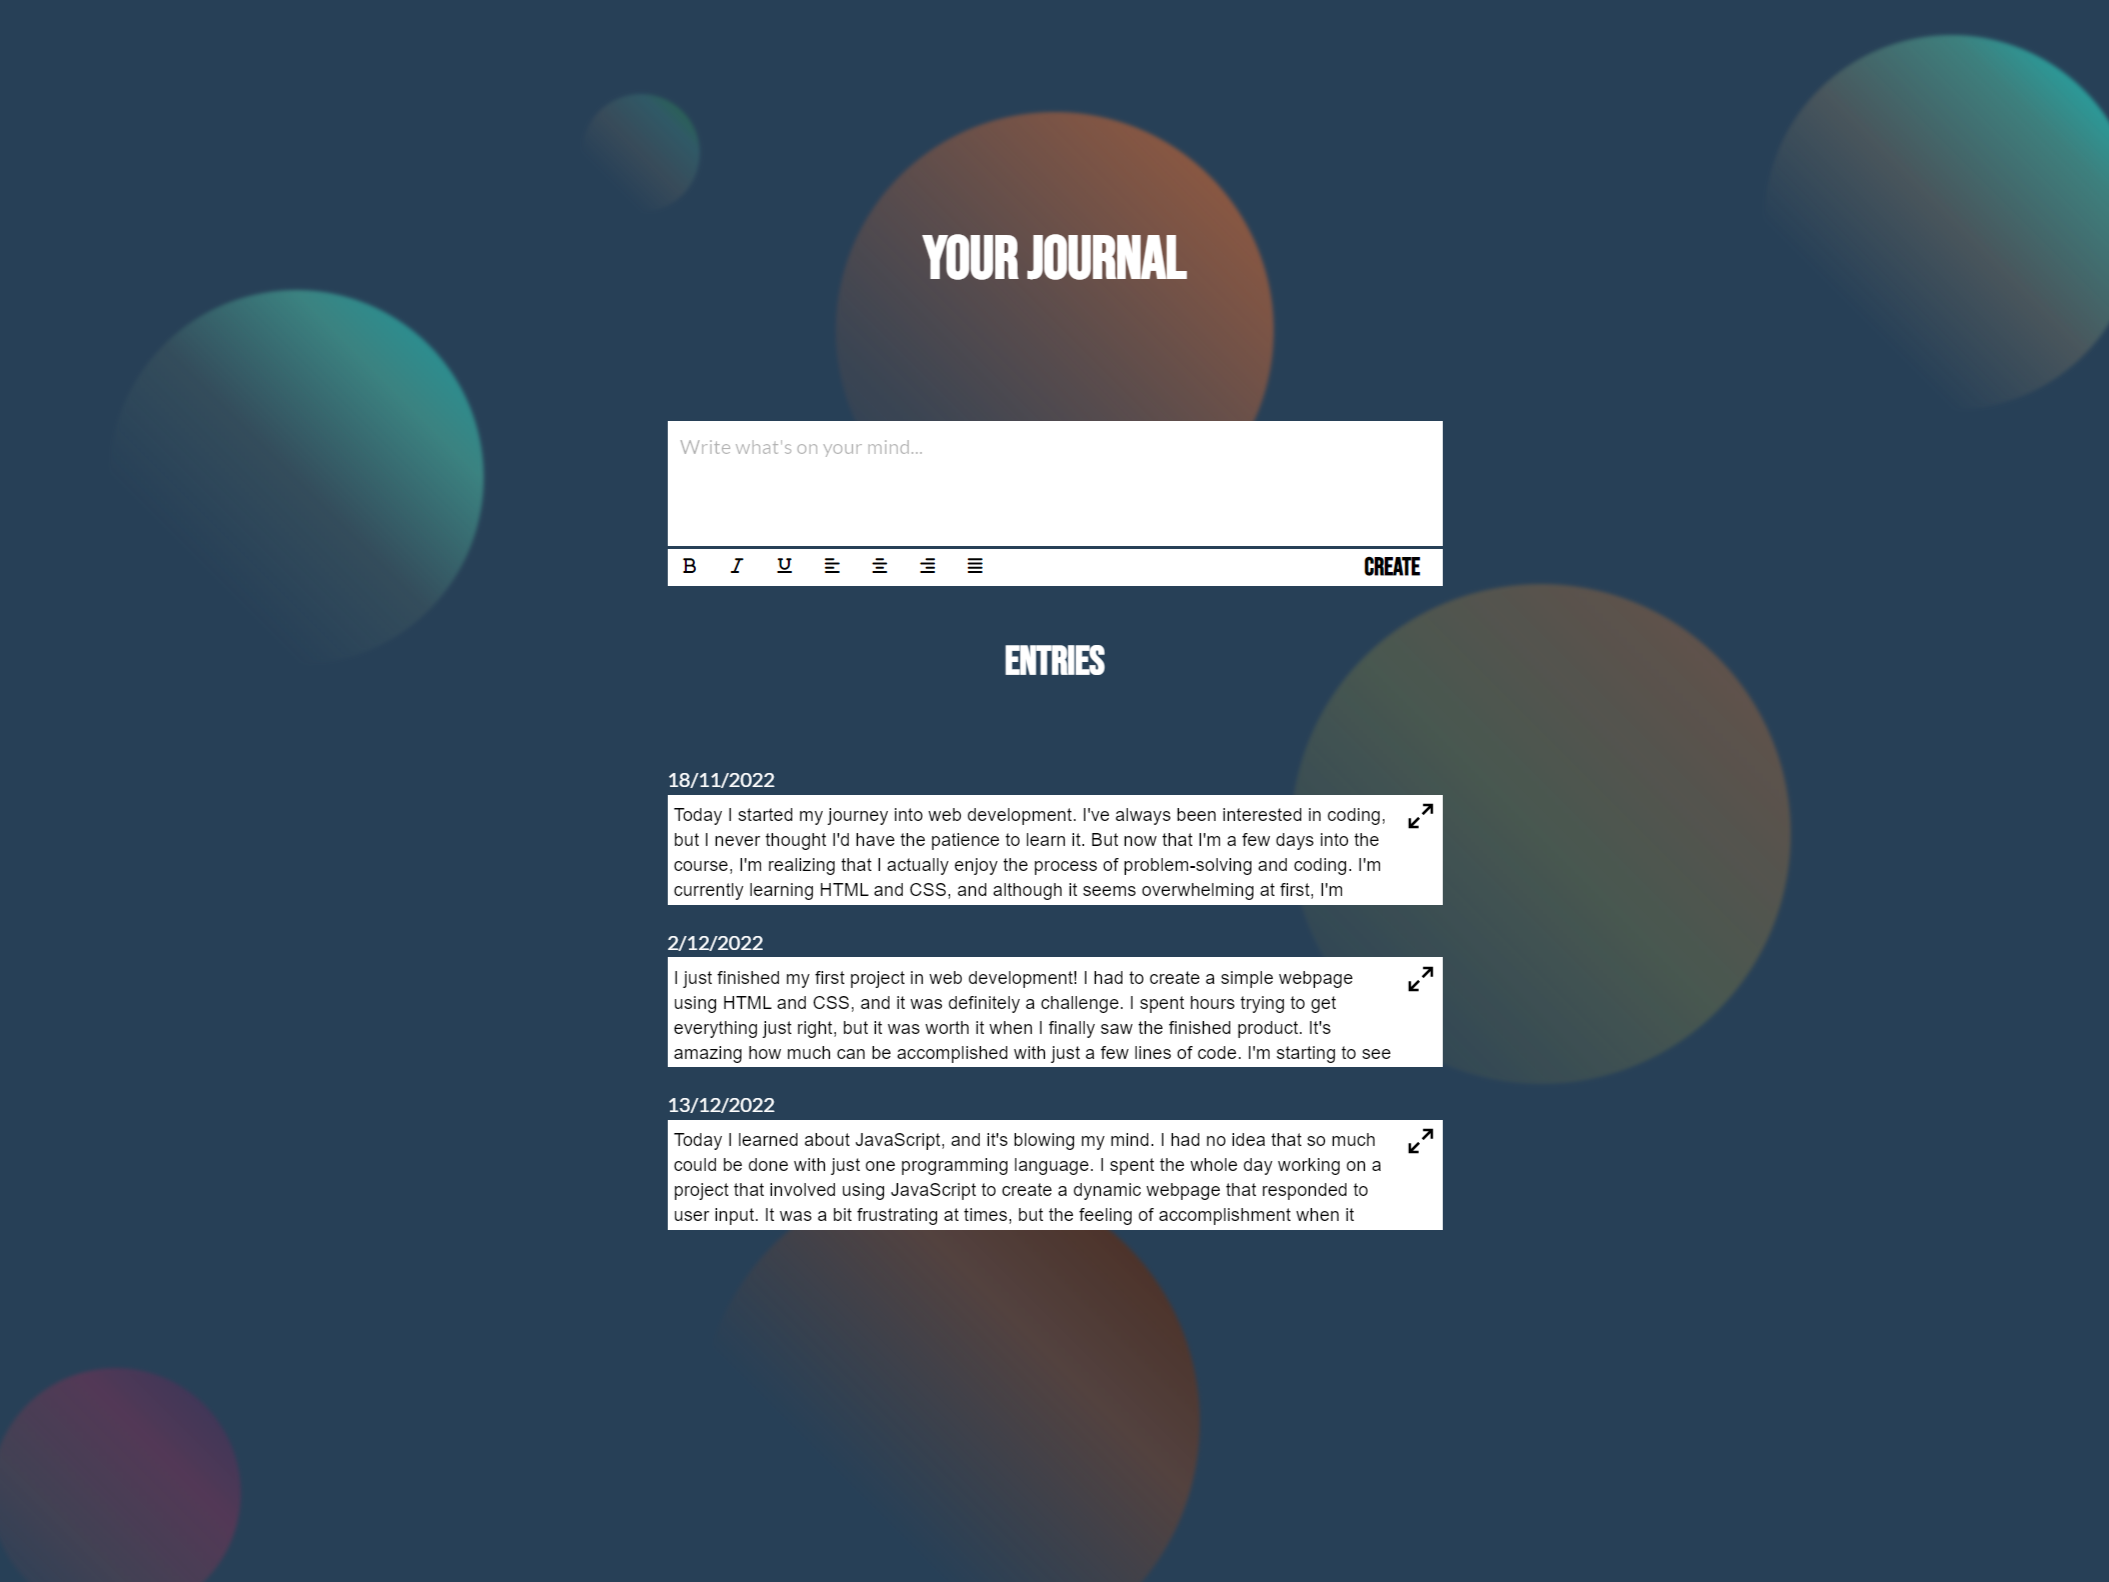 YOUR JOURNAL
Write what's on your mind...
B I U
CREATE
ENTRIES
18/11/2022
Today I started my journey into web development. I've always been interested in coding,
but I never thought I'd have the patience to learn it. But now that I'm a few days into the
course, I'm realizing that I actually enjoy the process of problem-solving and coding. I'm
currently learning HTML and CSS, and although it seems overwhelming at first, I'm
2/12/2022
I just finished my first project in web development! I had to create a simple webpage
using HTML and CSS, and it was definitely a challenge. I spent hours trying to get
everything just right, but it was worth it when I finally saw the finished product. It's
amazing how much can be accomplished with just a few lines of code. I'm starting to see
13/12/2022
Today I learned about JavaScript, and it's blowing my mind. I had no idea that so much
could be done with just one programming language. I spent the whole day working on a
project that involved using JavaScript to create a dynamic webpage that responded to
user input. It was a bit frustrating at times, but the feeling of accomplishment when it